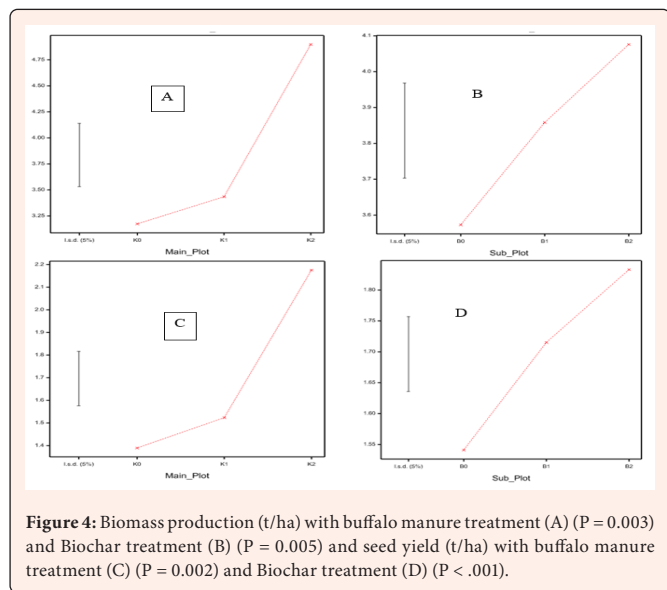 4.75
4.50
4.25
4.00
3.75
3.50
3.25
A
l.s.d. (5%) K0 K1 K2
Main_Plot
4.1
4.0
3.9
3.8
3.7
3.6
B
l.s.d. (5%) B0 B1 B2
Sub_Plot
2.2
2.1
2.0
1.9
1.8
1.7
1.6
1.5
1.4
C
l.s.d. (5%) K0 K1 K2
Main_Plot
1.80
1.75
1.70
1.65
1.60
1.55
D
l.s.d. (5%) B0 B1 B2
Sub_Plot
Figure 4: Biomass production (t/ha) with buffalo manure treatment (A) (P = 0.003)
and Biochar treatment (B) (P = 0.005) and seed yield (t/ha) with buffalo manure
treatment (C) (P = 0.002) and Biochar treatment (D) (P < .001).